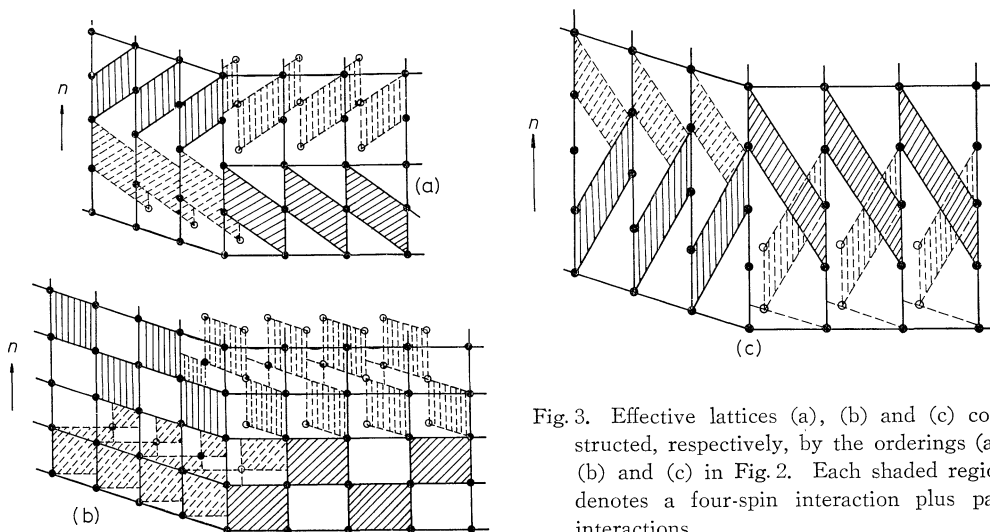 n
(a)
n
(b)
n
(c)
Fig. 3. Effective lattices (a), (b) and (c) co
structed, respectively, by the orderings (a
(b) and (c) in Fig. 2. Each shaded regio
denotes a four-spin interaction plus pa
interactions.